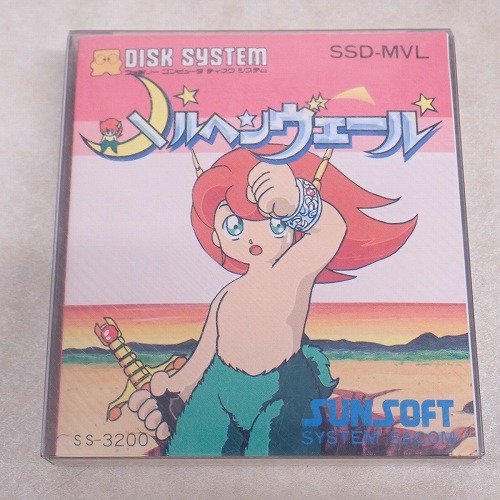 DISK SYSTEM
ファミリー コンピュータ ディスク システム
SSD-MVL
メルヘンヴェール
SUNSOFT
SYSTEM SACOM
SS-3200